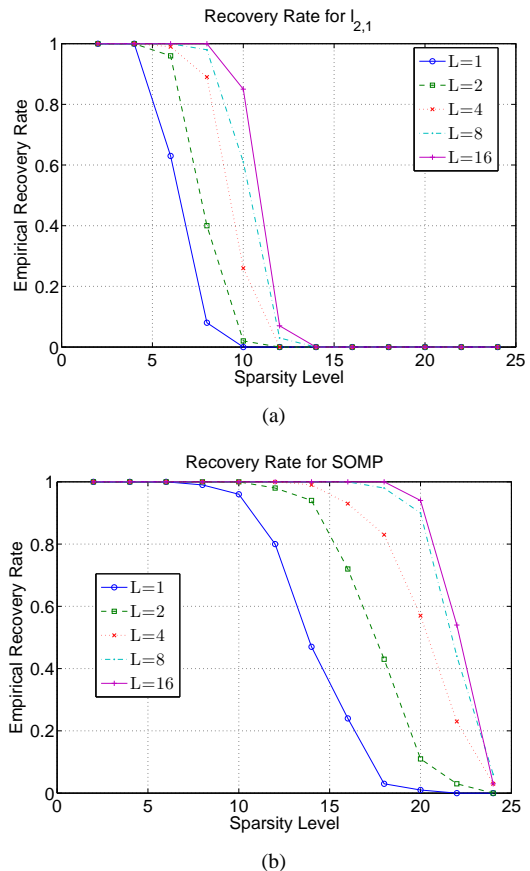 Recovery Rate for l2,1
1
0.8
0.6
0.4
0.2
0
Empirical Recovery Rate
L=1
L=2
L=4
L=8
L=16
0 5 10 15 20 25
Sparsity Level
(a)
Recovery Rate for SOMP
1
0.8
0.6
0.4
0.2
0
Empirical Recovery Rate
L=1
L=2
L=4
L=8
L=16
0 5 10 15 20 25
Sparsity Level
(b)